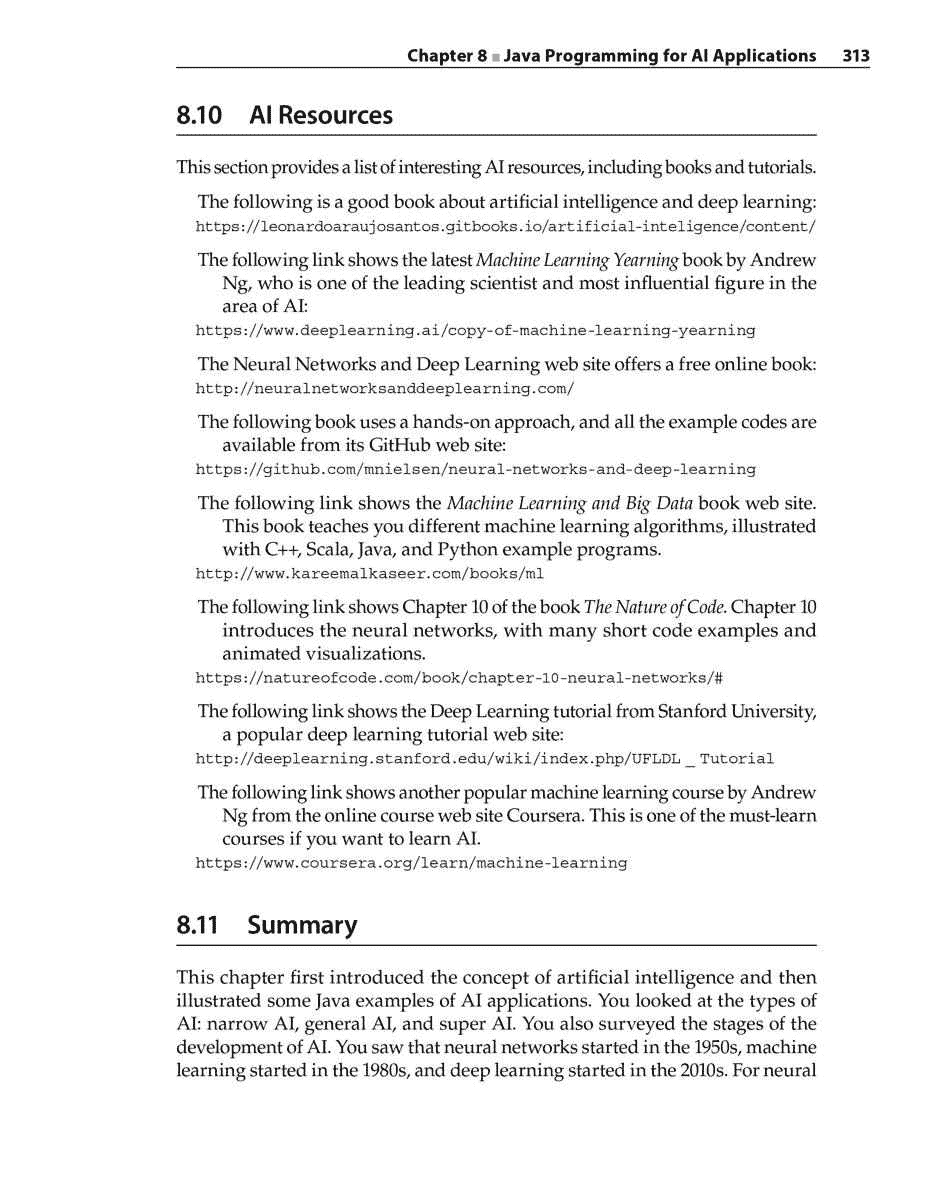 Chapter 8 ■ Java Programming for AI Applications 313
8.10 AI Resources
This section provides a list of interesting AI resources, including books and tutorials.
The following is a good book about artificial intelligence and deep learning:
https://leonardoaraujosantos.gitbooks.io/artificial-inteligence/content/
The following link shows the latest Machine Learning Yearning book by Andrew
Ng, who is one of the leading scientist and most influential figure in the
area of AI:
https://www.deeplearning.ai/copy-of-machine-learning-yearning
The Neural Networks and Deep Learning web site offers a free online book:
http://neuralnetworksanddeeplearning.com/
The following book uses a hands-on approach, and all the example codes are
available from its GitHub web site:
https://github.com/mnielsen/neural-networks-and-deep-learning
The following link shows the Machine Learning and Big Data book web site.
This book teaches you different machine learning algorithms, illustrated
with C++, Scala, Java, and Python example programs.
http://www.kareemalkaseer.com/books/ml
The following link shows Chapter 10 of the book The Nature of Code. Chapter 10
introduces the neural networks, with many short code examples and
animated visualizations.
https://natureofcode.com/book/chapter-10-neural-networks/#
The following link shows the Deep Learning tutorial from Stanford University,
a popular deep learning tutorial web site:
http://deeplearning.stanford.edu/wiki/index.php/UFLDL _ Tutorial
The following link shows another popular machine learning course by Andrew
Ng from the online course web site Coursera. This is one of the must-learn
courses if you want to learn AI.
https://www.coursera.org/learn/machine-learning
8.11 Summary
This chapter first introduced the concept of artificial intelligence and then
illustrated some Java examples of AI applications. You looked at the types of
AI: narrow AI, general AI, and super AI. You also surveyed the stages of the
development of AI. You saw that neural networks started in the 1950s, machine
learning started in the 1980s, and deep learning started in the 2010s. For neural